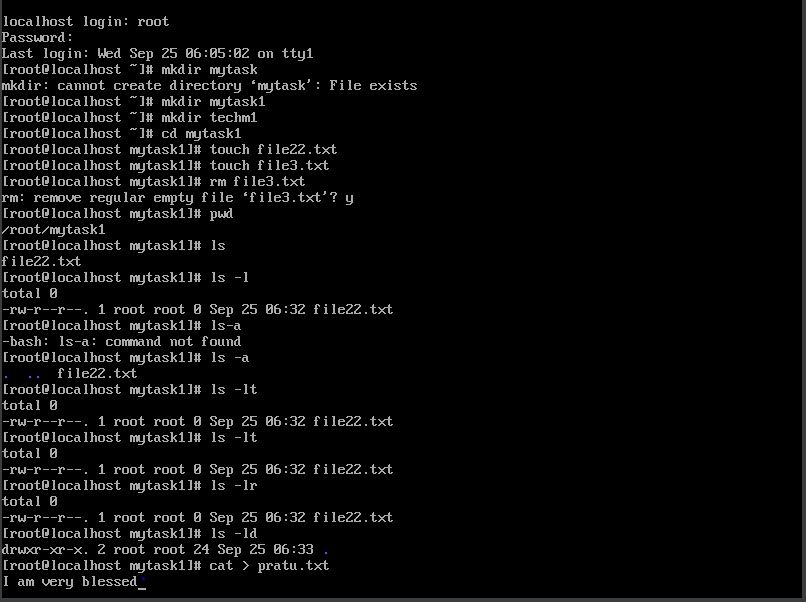 localhost login: root
Password:
Last login: Wed Sep 25 06:05:02 on tty1
[root@localhost ~]# mkdir mytask
mkdir: cannot create directory ‘mytask’: File exists
[root@localhost ~]# mkdir mytask1
[root@localhost ~]# mkdir techm1
[root@localhost ~]# cd mytask1
[root@localhost mytask1]# touch file22.txt
[root@localhost mytask1]# touch file3.txt
[root@localhost mytask1]# rm file3.txt
rm: remove regular empty file ‘file3.txt’? y
[root@localhost mytask1]# pwd
/root/mytask1
[root@localhost mytask1]# ls
file22.txt
[root@localhost mytask1]# ls -l
total 0
-rw-r--r--. 1 root root 0 Sep 25 06:32 file22.txt
[root@localhost mytask1]# ls-a
-bash: ls-a: command not found
[root@localhost mytask1]# ls -a
.  ..  file22.txt
[root@localhost mytask1]# ls -lt
total 0
-rw-r--r--. 1 root root 0 Sep 25 06:32 file22.txt
[root@localhost mytask1]# ls -lt
total 0
-rw-r--r--. 1 root root 0 Sep 25 06:32 file22.txt
[root@localhost mytask1]# ls -lr
total 0
-rw-r--r--. 1 root root 0 Sep 25 06:32 file22.txt
[root@localhost mytask1]# ls -ld
drwxr-xr-x. 2 root root 24 Sep 25 06:33 .
[root@localhost mytask1]# cat > pratu.txt
I am very blessed_